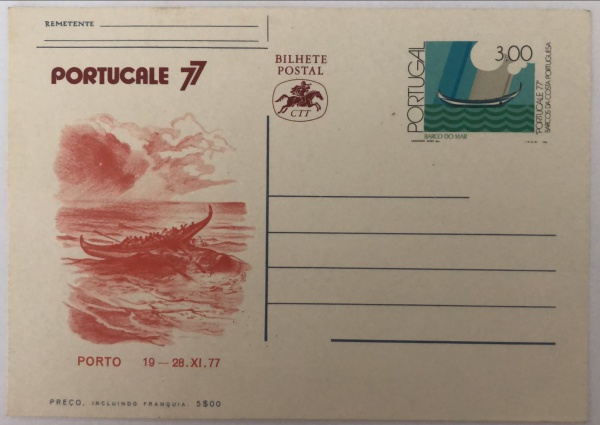 REMETENTE
PORTUCALE 77
BILHETE
POSTAL
CTT
PORTUGAL
3,00
"PORTUCALE 77"
BARCOS DA COSTA PORTUGUESA
BARCO DO MAR
PORTO 19 — 28.XI.77
PREÇO, INCLUINDO FRANQUIA 5$00